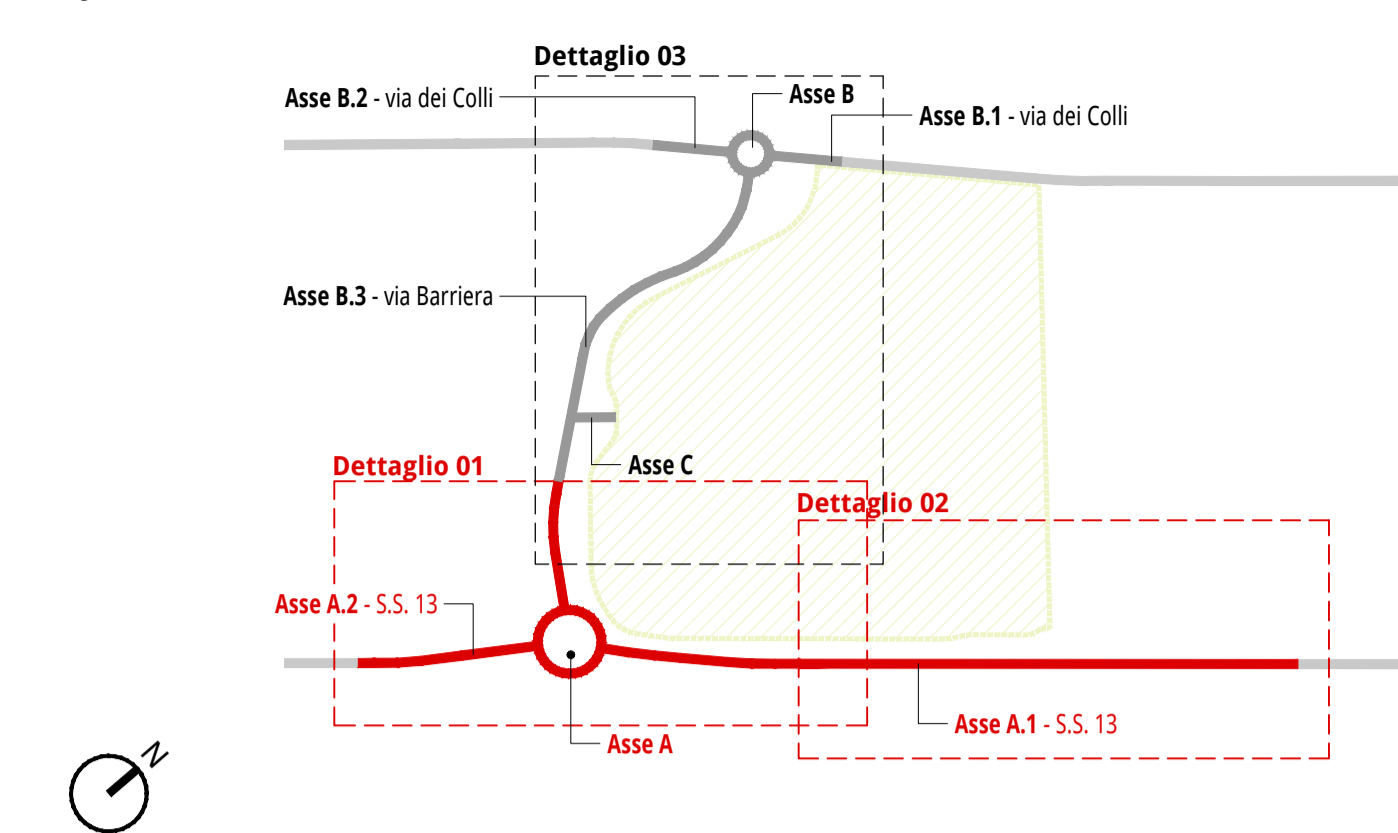 Dettaglio 03
Asse B.2 - via dei Colli
Asse B
Asse B.1 - via dei Colli
Asse B.3 - via Barriera
Dettaglio 01
Asse C
Dettaglio 02
Asse A.2 - S.S. 13
Asse A.1 - S.S. 13
Asse A
N